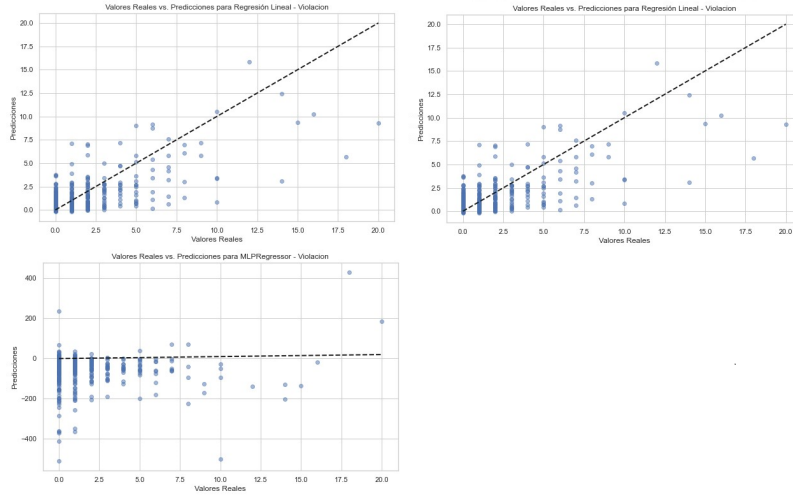 Valores Reales vs. Predicciones para Regresión Lineal - Violacion
20.0
17.5
15.0
12.5
10.0
7.5
5.0
2.5
0.0
Predicciones
0.0 2.5 5.0 7.5 10.0 12.5 15.0 17.5 20.0
Valores Reales
Valores Reales vs. Predicciones para Regresión Lineal - Violacion
20.0
17.5
15.0
12.5
10.0
7.5
5.0
2.5
0.0
Predicciones
0.0 2.5 5.0 7.5 10.0 12.5 15.0 17.5 20.0
Valores Reales
Valores Reales vs. Predicciones para MLPRegressor - Violacion
400
200
0
−200
−400
Predicciones
0.0 2.5 5.0 7.5 10.0 12.5 15.0 17.5 20.0
Valores Reales